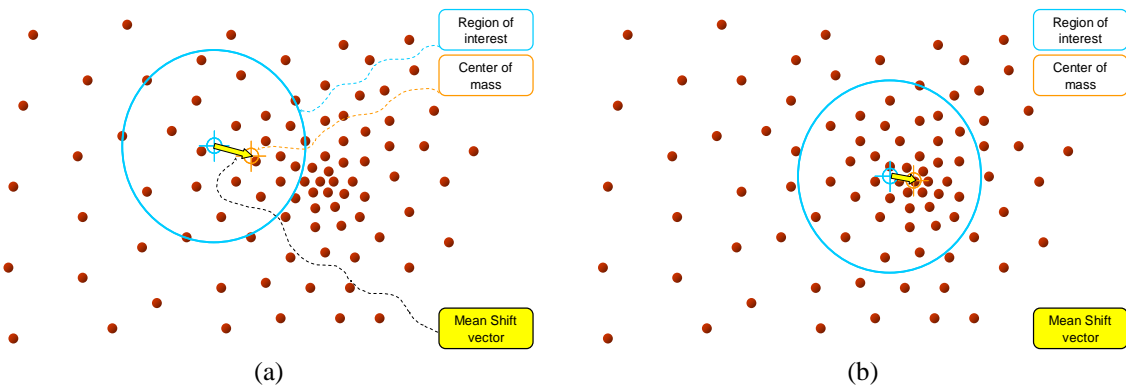 Region of
interest
Center of
mass
Mean Shift
vector
(a)
Region of
interest
Center of
mass
Mean Shift
vector
(b)